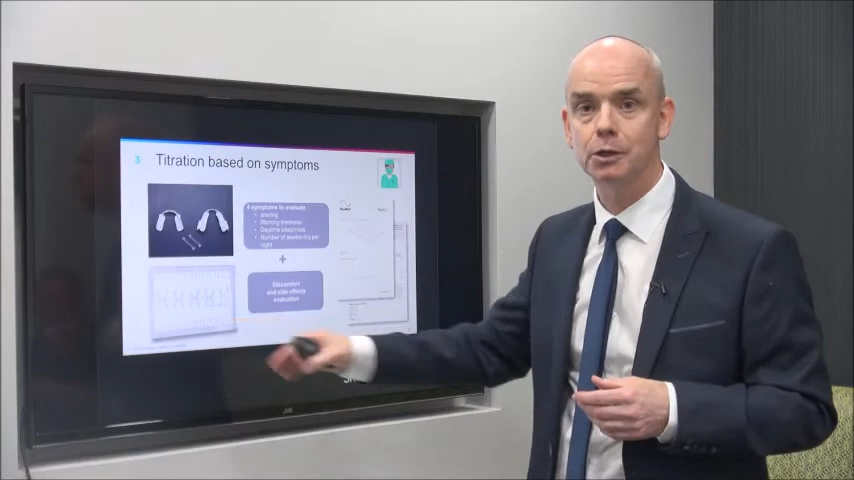 3 Titration based on symptoms
4 symptoms to evaluate
• snoring
• Morning tiredness
• Daytime sleepiness
• Number of awakening per
night
+
Discomfort
and side effects
evaluation
JVC